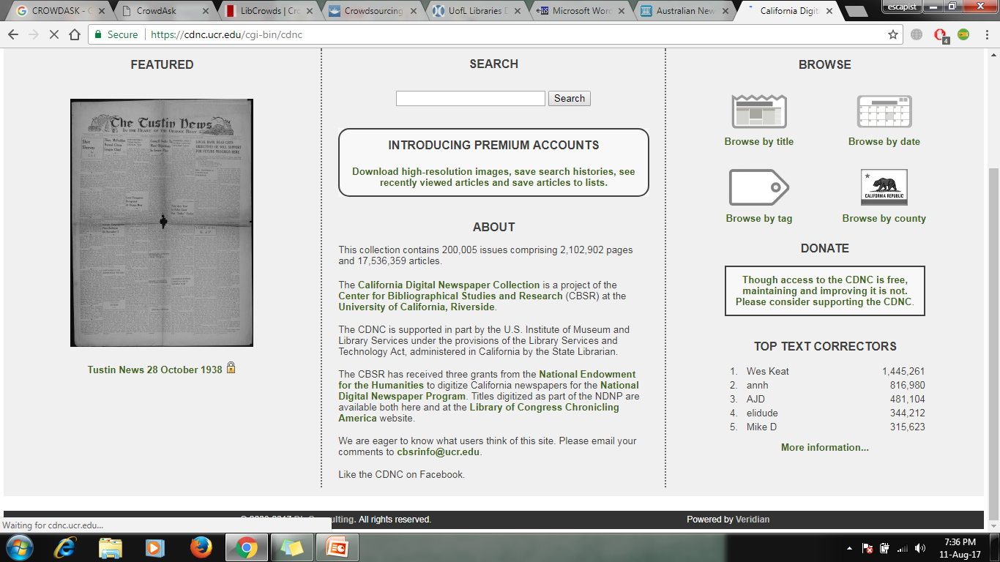 CROWDASK - G
CrowdAsk
LibCrowds | Cro
Crowdsourcing
UofL Libraries D
Microsoft Word
Australian New
California Digit
escapist
Secure
https://cdnc.ucr.edu/cgi-bin/cdnc
4
FEATURED
The Tustin News
IN THE HEART OF THE ORANGE BELT
Tustin News 28 October 1938
SEARCH
Search
INTRODUCING PREMIUM ACCOUNTS
Download high-resolution images, save search histories, see
recently viewed articles and save articles to lists.
ABOUT
This collection contains 200,005 issues comprising 2,102,902 pages
and 17,536,359 articles.
The California Digital Newspaper Collection is a project of the
Center for Bibliographical Studies and Research (CBSR) at the
University of California, Riverside.
The CDNC is supported in part by the U.S. Institute of Museum and
Library Services under the provisions of the Library Services and
Technology Act, administered in California by the State Librarian.
The CBSR has received three grants from the National Endowment
for the Humanities to digitize California newspapers for the National
Digital Newspaper Program. Titles digitized as part of the NDNP are
available both here and at the Library of Congress Chronicling
America website.
We are eager to know what users think of this site. Please email your
comments to cbsrinfo@ucr.edu.
Like the CDNC on Facebook.
BROWSE
Browse by title
Browse by date
CALIFORNIA REPUBLIC
Browse by tag
Browse by county
DONATE
Though access to the CDNC is free,
maintaining and improving it is not.
Please consider supporting the CDNC.
TOP TEXT CORRECTORS
1. Wes Keat 1,445,261
2. annh 816,980
3. AJD 481,104
4. elidude 344,212
5. Mike D 315,623
More information...
All rights reserved.
Powered by Veridian
Waiting for cdnc.ucr.edu...
7:36 PM
11-Aug-17